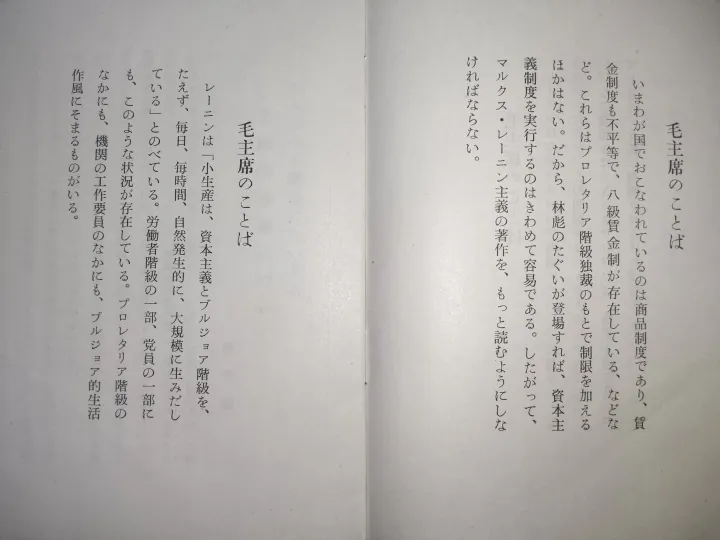 毛主席のことば
いまわが国でおこなわれているのは商品制度であり、賃
金制度も不平等で、八級賃金制が存在している、などな
ど。これらはプロレタリア階級独裁のもとで制限を加える
ほかはない。だから、林彪のたぐいが登場すれば、資本主
義制度を実行するのはきわめて容易である。したがって、
マルクス・レーニン主義の著作を、もっと読むようにしな
ければならない。
毛主席のことば
レーニンは「小生産は、資本主義とブルジョア階級を、
たえず、毎日、毎時間、自然発生的に、大規模に生みだし
ている」とのべている。労働者階級の一部、党員の一部に
も、このような状況が存在している。プロレタリア階級の
なかにも、機関の工作要員のなかにも、ブルジョア的生活
作風にそまるものがいる。